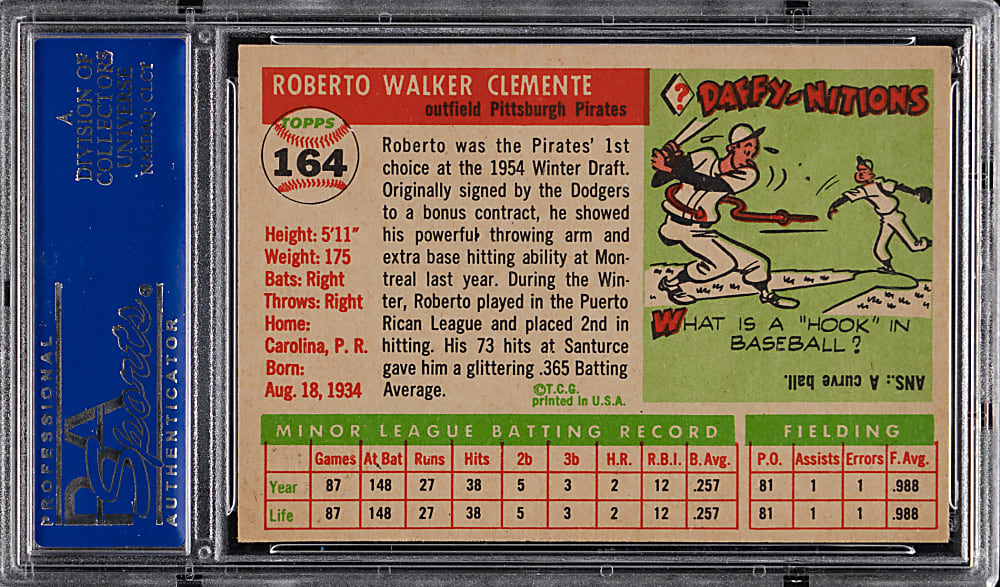 A
DIVISION OF
COLLECTORS
UNIVERSE
NASDAQ: CLCT
PROFESSIONAL
PSA
Sports®
AUTHENTICATOR
ROBERTO WALKER CLEMENTE
outfield Pittsburgh Pirates
TOPPS
164
Height: 5'11"
Weight: 175
Bats: Right
Throws: Right
Home:
Carolina, P. R.
Born:
Aug. 18, 1934
Roberto was the Pirates' 1st
choice at the 1954 Winter Draft.
Originally signed by the Dodgers
to a bonus contract, he showed
his powerful throwing arm and
extra base hitting ability at Mon-
treal last year. During the Win-
ter, Roberto played in the Puerto
Rican League and placed 2nd in
hitting. His 73 hits at Santurce
gave him a glittering .365 Batting
Average.
©T.C.G.
printed in U.S.A.
? DAFFY-NITIONS
WHAT IS A "HOOK" IN
BASEBALL?
ANS.: A curve ball.
MINOR LEAGUE BATTING RECORD FIELDING
Games At Bat Runs Hits 2b 3b H.R. R.B.I. B.Avg. P.O. Assists Errors F.Avg.
Year 87 148 27 38 5 3 2 12 .257 81 1 1 .988
Life 87 148 27 38 5 3 2 12 .257 81 1 1 .988